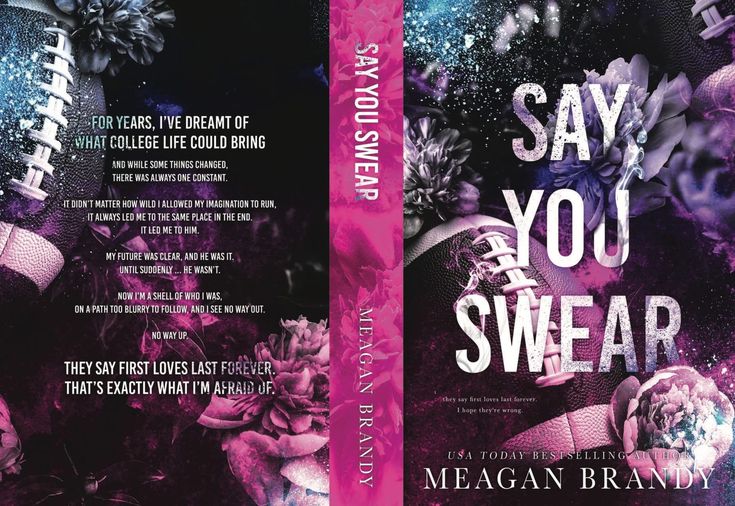 FOR YEARS, I'VE DREAMT OF
WHAT COLLEGE LIFE COULD BRING
AND WHILE SOME THINGS CHANGED,
THERE WAS ALWAYS ONE CONSTANT.
IT DIDN'T MATTER HOW WILD I ALLOWED MY IMAGINATION TO RUN,
IT ALWAYS LED ME TO THE SAME PLACE IN THE END.
IT LED ME TO HIM.
MY FUTURE WAS CLEAR, AND HE WAS IT.
UNTIL SUDDENLY ... HE WASN'T.
NOW I'M A SHELL OF WHO I WAS,
ON A PATH TOO BLURRY TO FOLLOW, AND I SEE NO WAY OUT.
NO WAY UP.
THEY SAY FIRST LOVES LAST FOREVER.
THAT'S EXACTLY WHAT I'M AFRAID OF.
SAY YOU SWEAR
MEAGAN BRANDY
SAY
YOU
SWEAR
they say first loves last forever.
I hope they're wrong.
USA TODAY BESTSELLING AUTHOR
MEAGAN BRANDY